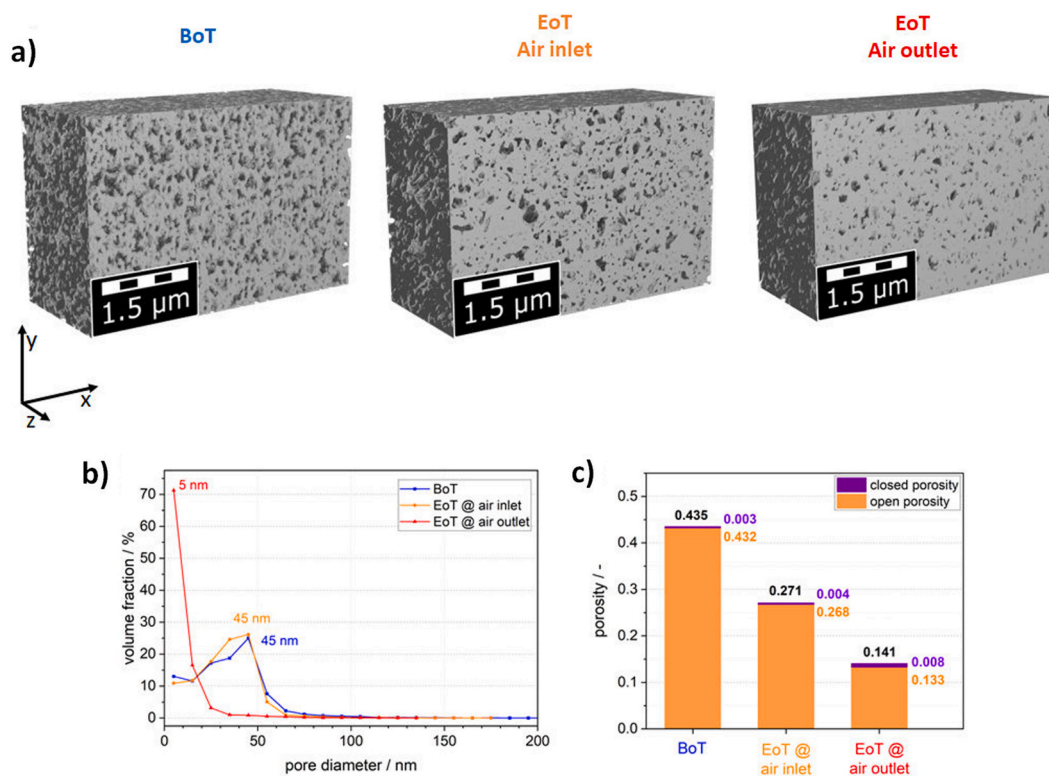 a)
BoT
EoT
Air inlet
EoT
Air outlet
1.5 µm
1.5 µm
1.5 µm
y
x
z
b)
5 nm
45 nm
45 nm
BoT
EoT @ air inlet
EoT @ air outlet
volume fraction / %
70
60
50
40
30
20
10
0
0
50
100
150
200
pore diameter / nm
c)
closed porosity
open porosity
porosity / -
0.5
0.4
0.3
0.2
0.1
0.0
0.435
0.003
0.432
0.271
0.004
0.268
0.141
0.008
0.133
BoT
EoT @
air inlet
EoT @
air outlet